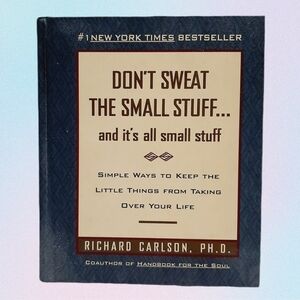 #1 NEW YORK TIMES BESTSELLER
DON'T SWEAT
THE SMALL STUFF...
and it's all small stuff
SIMPLE WAYS TO KEEP THE
LITTLE THINGS FROM TAKING
OVER YOUR LIFE
RICHARD CARLSON, PH.D.
COAUTHOR OF HANDBOOK FOR THE SOUL